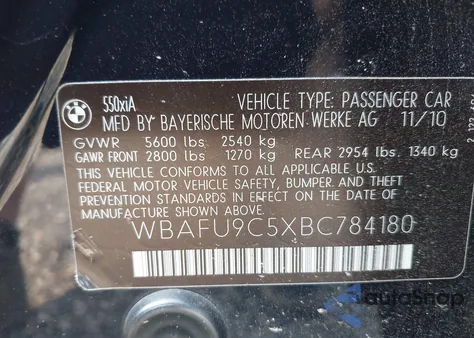 550xiA VEHICLE TYPE: PASSENGER CAR
MFD BY BAYERISCHE MOTOREN WERKE AG 11/10
GVWR 5600 lbs. 2540 kg
GAWR FRONT 2800 lbs 1270 kg REAR 2954 lbs. 1340 kg
THIS VEHICLE CONFORMS TO ALL APPLICABLE U.S.
FEDERAL MOTOR VEHICLE SAFETY, BUMPER, AND THEFT
PREVENTION STANDARDS IN EFFECT ON THE DATE OF
MANUFACTURE SHOWN ABOVE.
WBAFU9C5XBC784180
autosnap